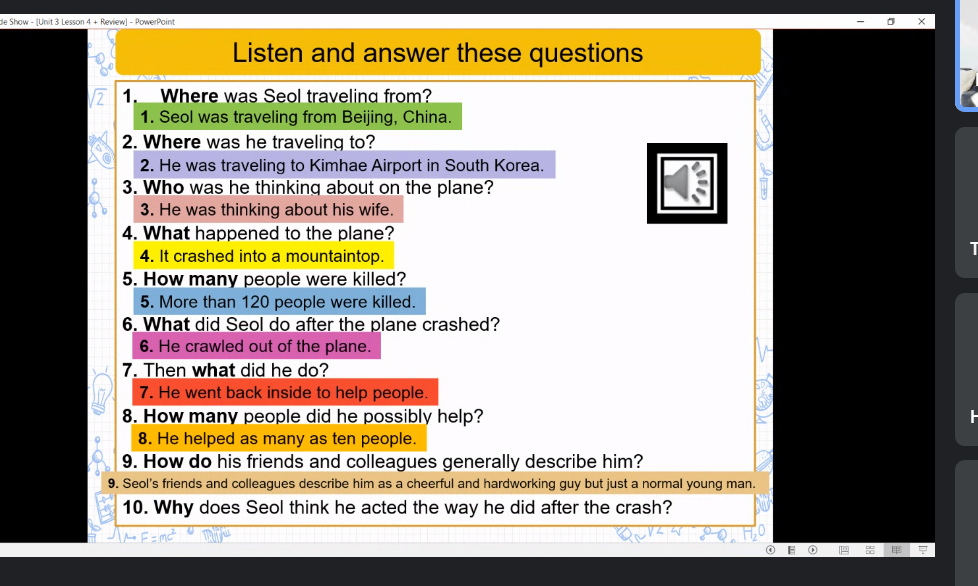 de Show - [Unit 3 Lesson 4 + Review] - PowerPoint
Listen and answer these questions
1. Where was Seol traveling from?
1. Seol was traveling from Beijing, China.
2. Where was he traveling to?
2. He was traveling to Kimhae Airport in South Korea.
3. Who was he thinking about on the plane?
3. He was thinking about his wife.
4. What happened to the plane?
4. It crashed into a mountaintop.
5. How many people were killed?
5. More than 120 people were killed.
6. What did Seol do after the plane crashed?
6. He crawled out of the plane.
7. Then what did he do?
7. He went back inside to help people.
8. How many people did he possibly help?
8. He helped as many as ten people.
9. How do his friends and colleagues generally describe him?
9. Seol's friends and colleagues describe him as a cheerful and hardworking guy but just a normal young man.
10. Why does Seol think he acted the way he did after the crash?
E=mc²
H₂O
√2
T
H